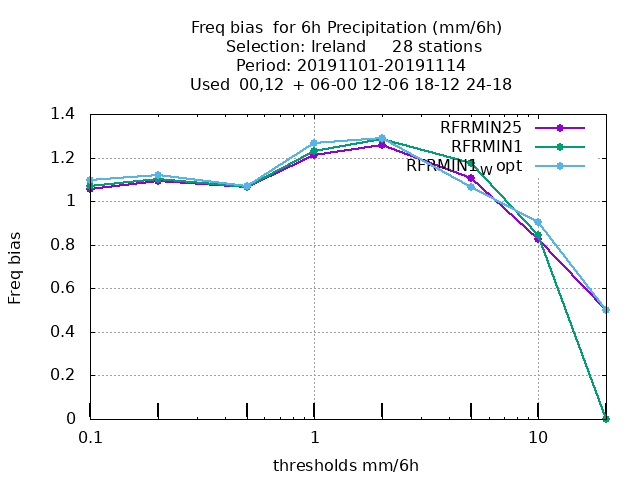 Freq bias  for 6h Precipitation (mm/6h)
Selection: Ireland     28 stations
Period: 20191101-20191114
Used  00,12  + 06-00 12-06 18-12 24-18
RFRMIN25
RFRMIN1
RFRMIN1wopt
Freq bias
1.4
1.2
1
0.8
0.6
0.4
0.2
0
0.1 1 10
thresholds mm/6h